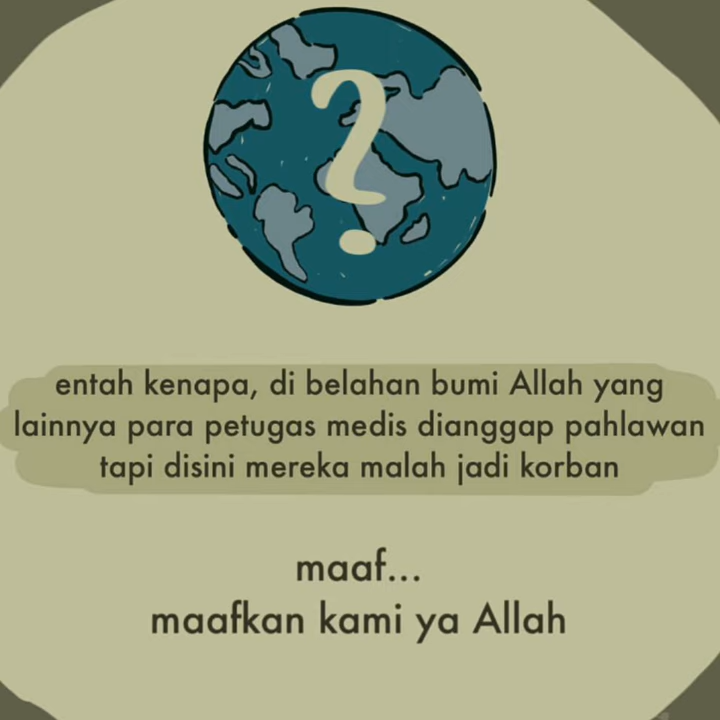 ?
entah kenapa, di belahan bumi Allah yang
lainnya para petugas medis dianggap pahlawan
tapi disini mereka malah jadi korban
maaf...
maafkan kami ya Allah